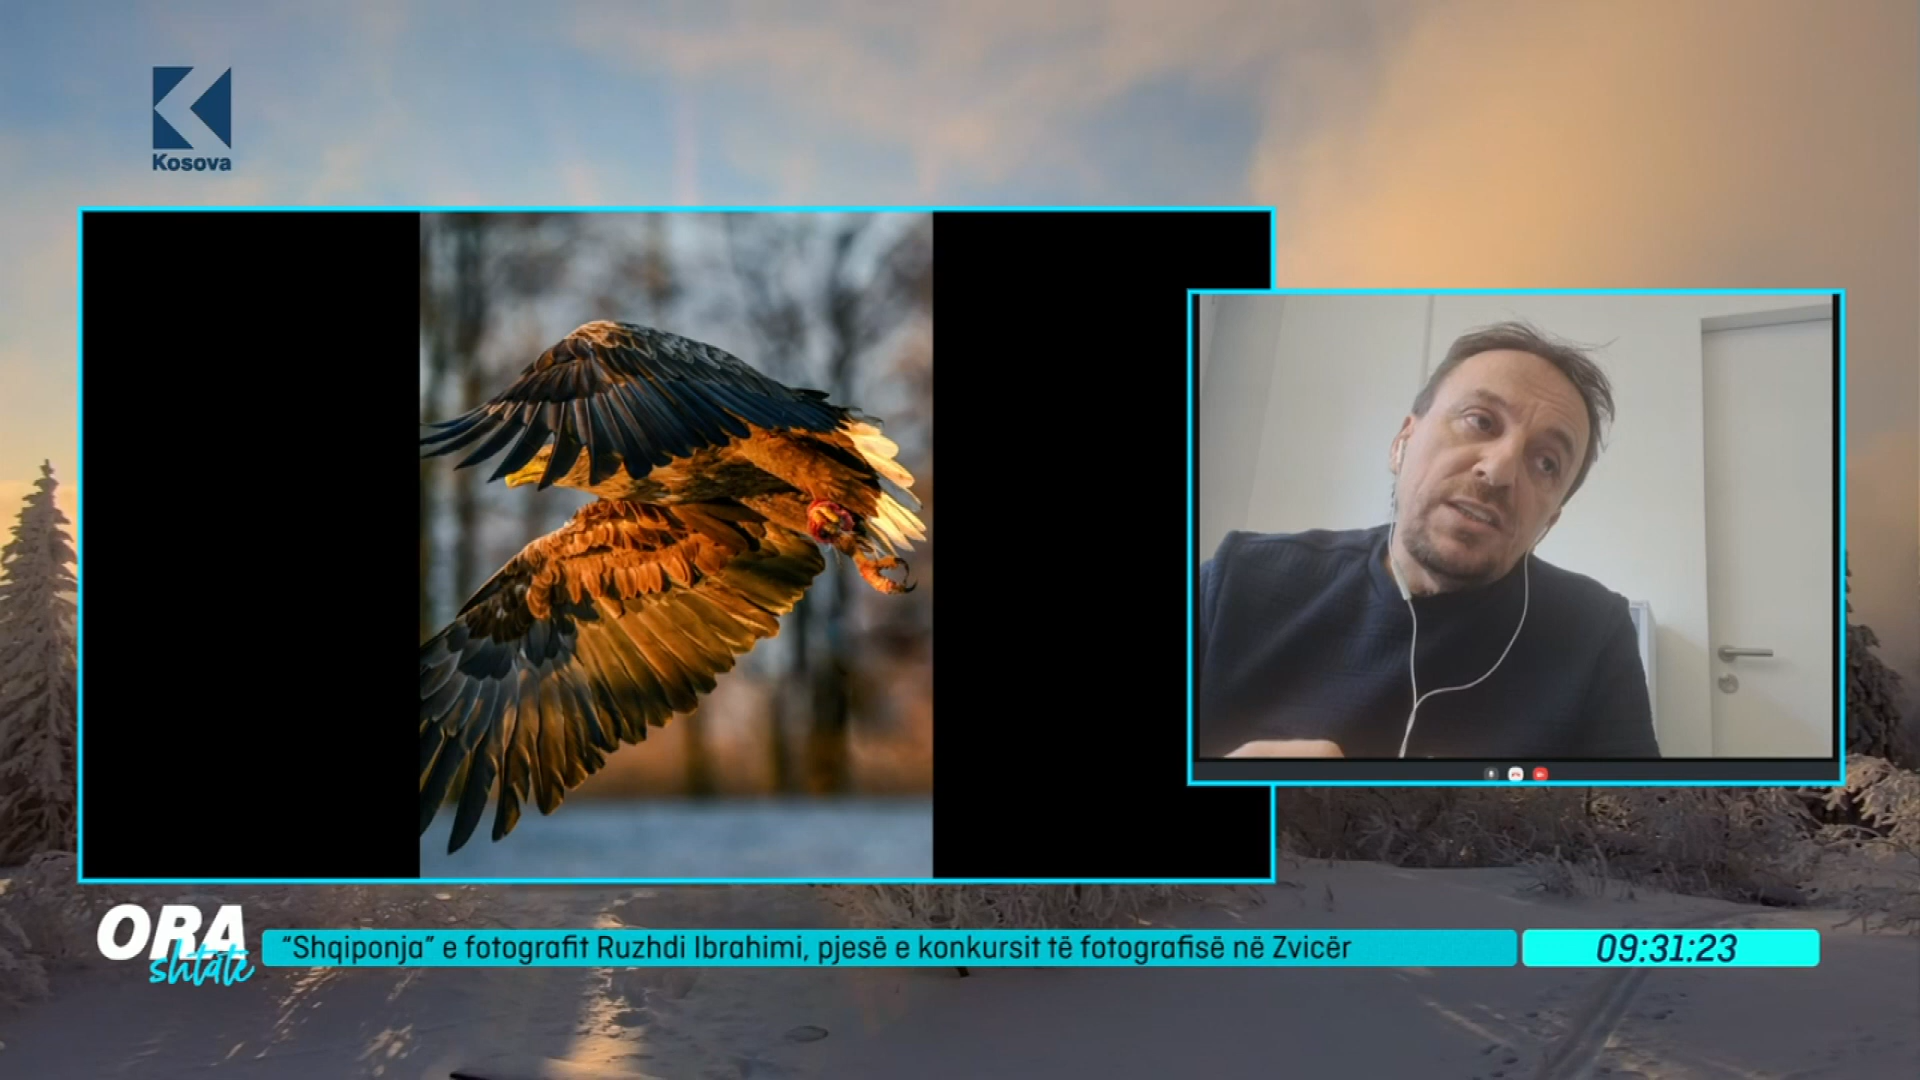 Kosova
ORA
shtatë
“Shqiponja” e fotografit Ruzhdi Ibrahimi, pjesë e konkursit të fotografisë në Zvicër
09:31:23